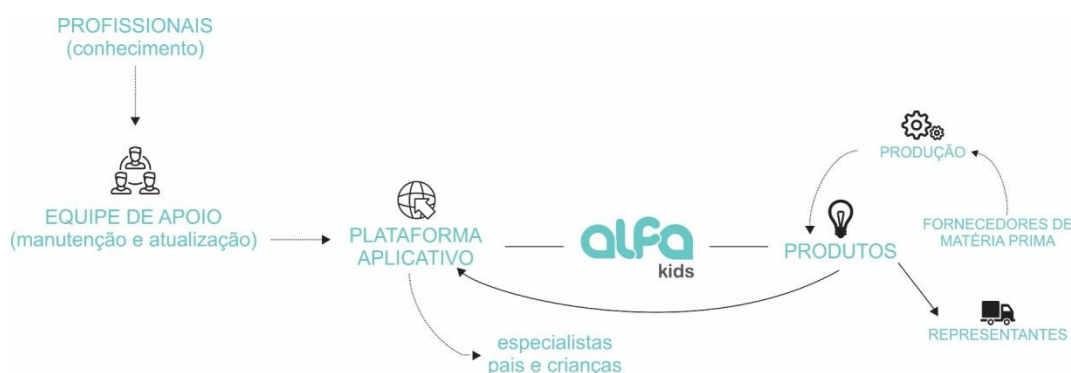 PROFISSIONAIS
(conhecimento)
EQUIPE DE APOIO
(manutenção e atualização)
PLATAFORMA
APLICATIVO
especialistas
pais e crianças
alfa
kids
PRODUTOS
PRODUÇÃO
FORNECEDORES DE
MATÉRIA PRIMA
REPRESENTANTES